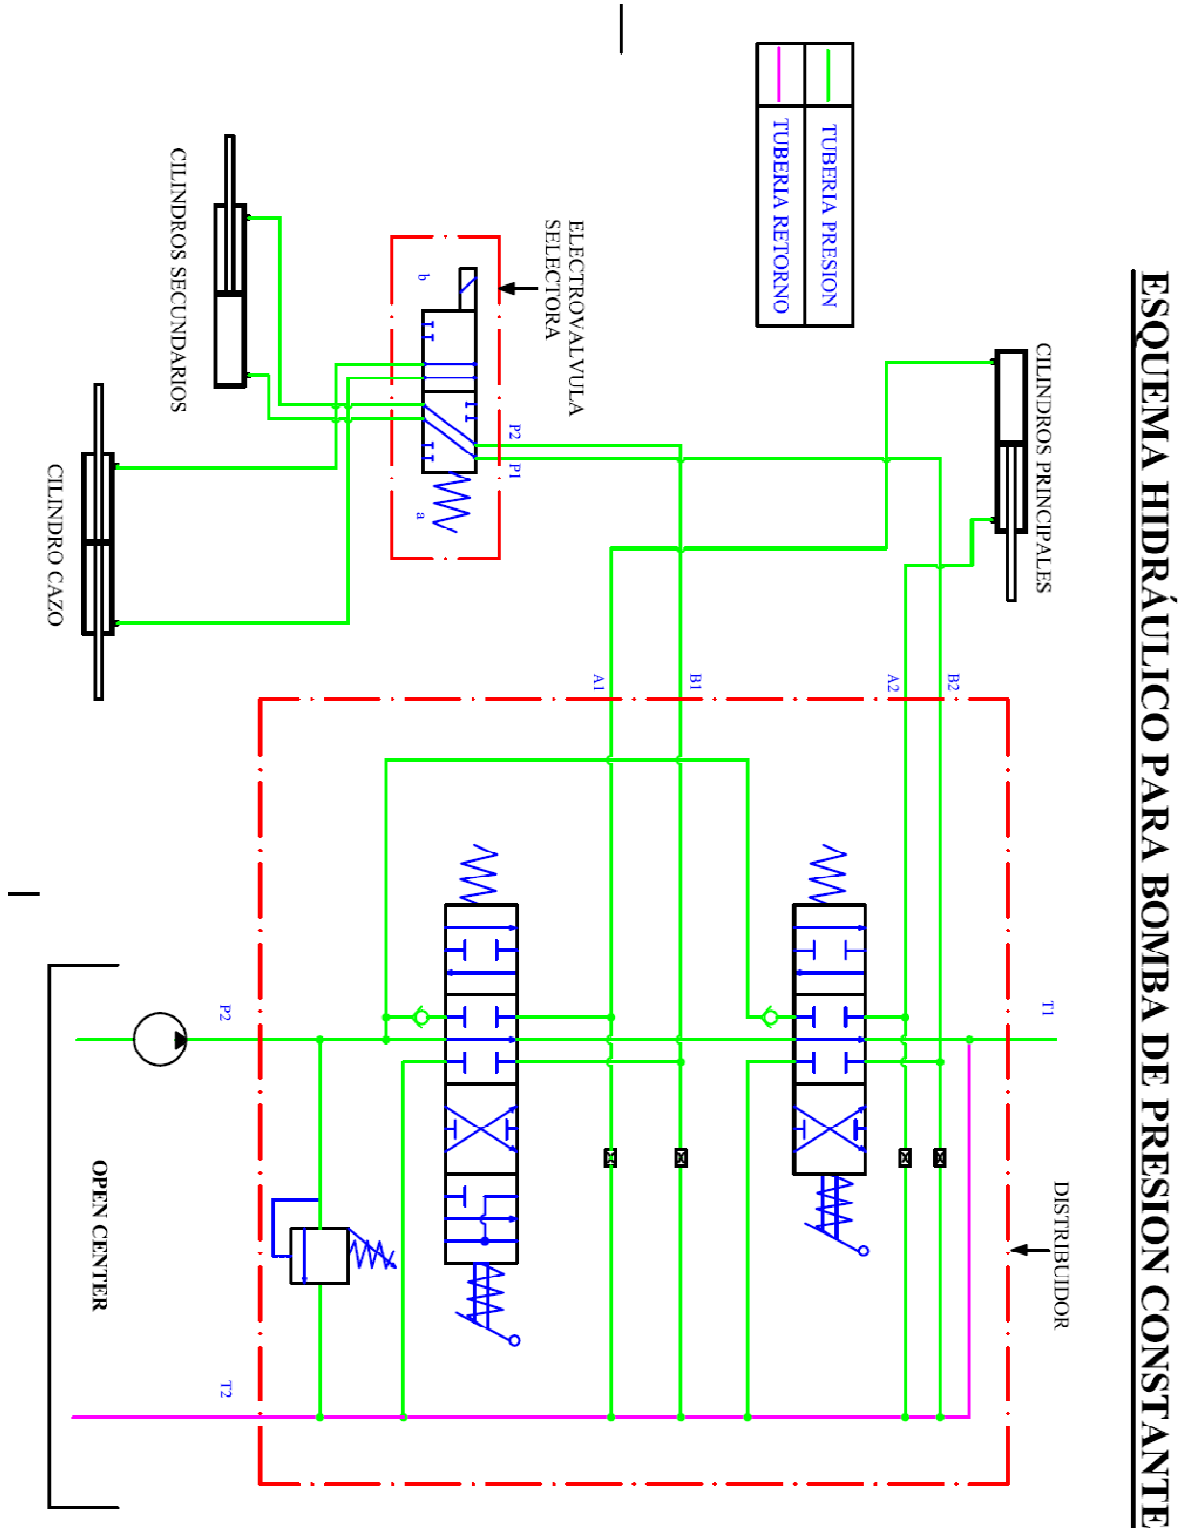 ESQUEMA HIDRÁULICO PARA BOMBA DE PRESION CONSTANTE
TUBERIA PRESION
TUBERIA RETORNO
CILINDROS PRINCIPALES
ELECTROVALVULA
SELECTORA
CILINDROS SECUNDARIOS
CILINDRO CAZO
b
a
P2
P1
A1
B1
A2
B2
T1
DISTRIBUIDOR
P2
T2
OPEN CENTER